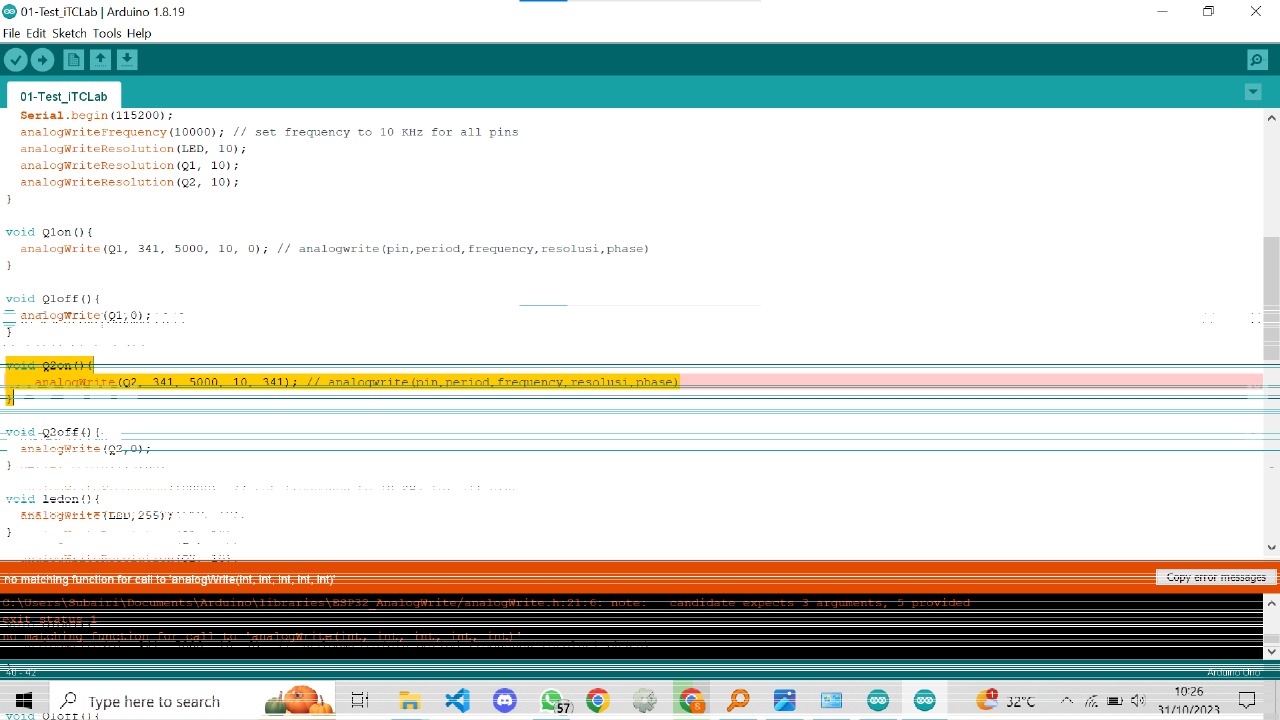 01-Test_iTCLab | Arduino 1.8.19
File Edit Sketch Tools Help
01-Test_iTCLab
Serial.begin(115200);
analogWriteFrequency(10000); // set frequency to 10 KHz for all pins
analogWriteResolution(LED, 10);
analogWriteResolution(Q1, 10);
analogWriteResolution(Q2, 10);
}
void Q1on(){
analogWrite(Q1, 341, 5000, 10, 0); // analogwrite(pin,period,frequency,resolusi,phase)
}
void Q1off(){
analogWrite(Q1,0);
}
void Q2on(){
analogWrite(Q2, 341, 5000, 10, 341); // analogwrite(pin,period,frequency,resolusi,phase)
}
void Q2off(){
analogWrite(Q2,0);
}
void ledon(){
analogWrite(LED,255);
}
no matching function for call to 'analogWrite(int, int, int, int, int)'
Copy error messages
C:\Users\Subairi\Documents\Arduino\libraries\ESP32_AnalogWrite/analogWrite.h:21:6: note:   candidate expects 3 arguments, 5 provided
exit status 1
no matching function for call to 'analogWrite(int, int, int, int, int)'
40 - 42
Arduino Uno
Type here to search
57
8
1
32°C
10:26
31/10/2023